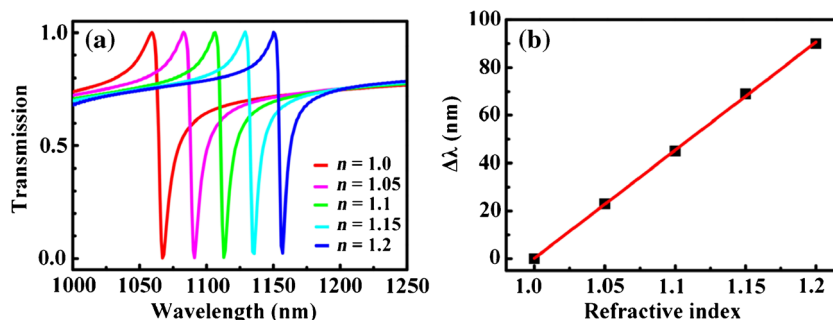 (a)
Transmission
1.0
0.5
0.0
n = 1.0
n = 1.05
n = 1.1
n = 1.15
n = 1.2
1000 1050 1100 1150 1200 1250
Wavelength (nm)
(b)
Δλ (nm)
100
80
60
40
20
0
1.0 1.05 1.10 1.15 1.2
Refractive index